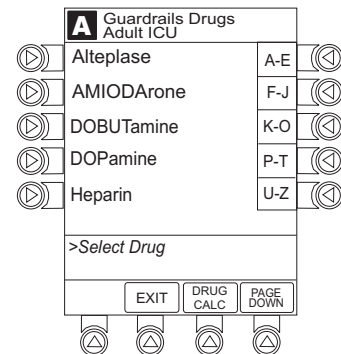 A Guardrails Drugs
Adult ICU
Alteplase A-E
AMIODArone F-J
DOBUTamine K-O
DOPamine P-T
Heparin U-Z
>Select Drug
EXIT DRUG CALC PAGE DOWN